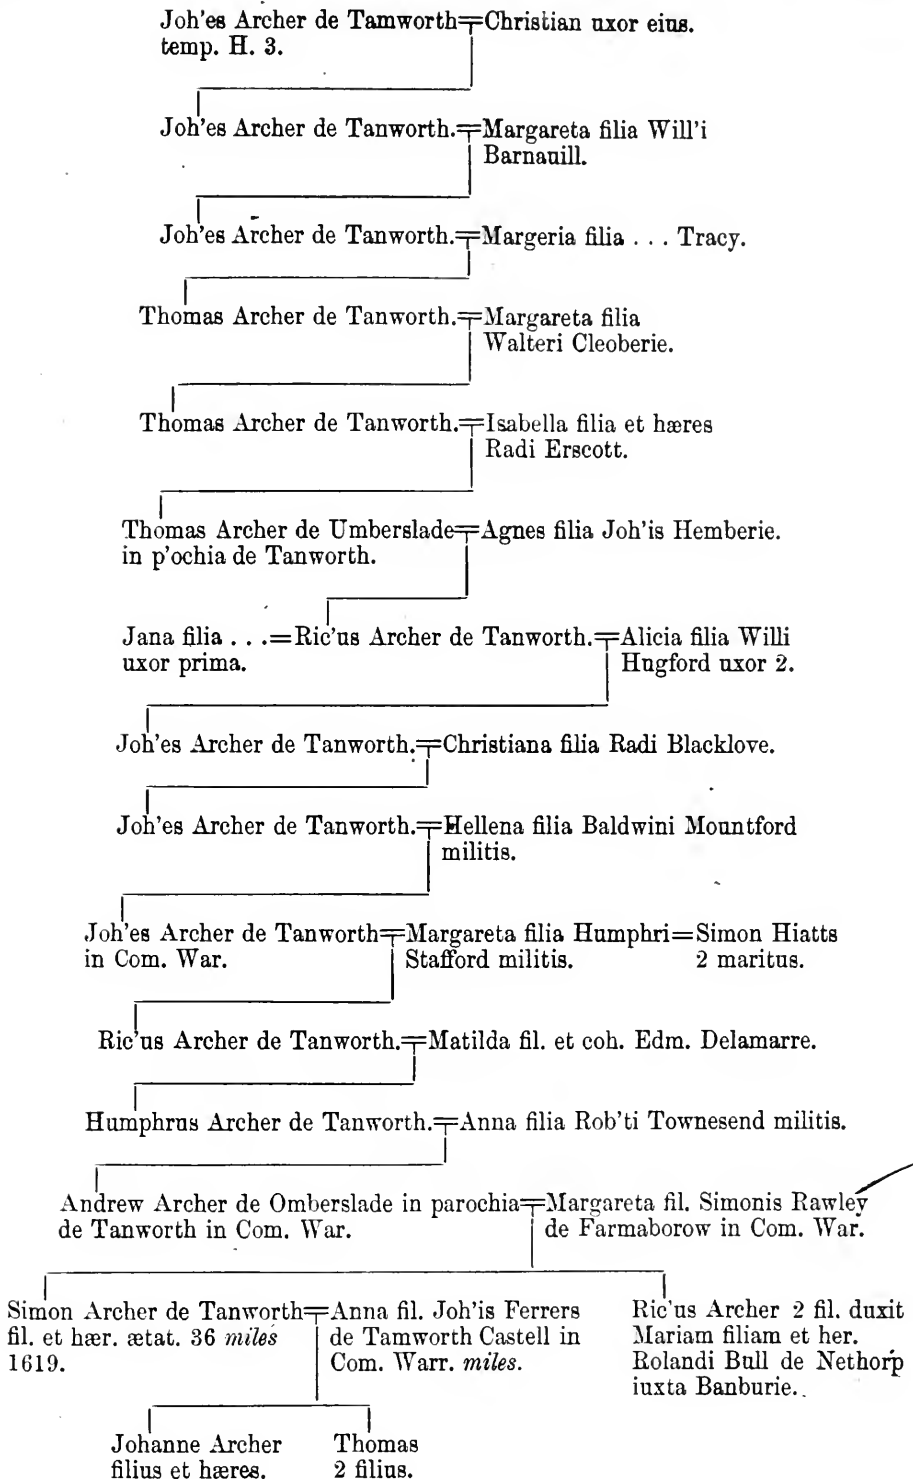 Joh'es Archer de Tamworth=Christian uxor eius.
temp. H. 3.
Joh'es Archer de Tanworth.=Margareta filia Will'i
Barnauill.
Joh'es Archer de Tanworth.=Margeria filia . . . Tracy.
Thomas Archer de Tanworth.=Margareta filia
Walteri Cleoberie.
Thomas Archer de Tanworth.=Isabella filia et hæres
Radi Erscott.
Thomas Archer de Umberslade=Agnes filia Joh'is Hemberie.
in p'ochia de Tanworth.
Jana filia . . .=Ric'us Archer de Tanworth.=Alicia filia Willi
uxor prima.
Hugford uxor 2.
Joh'es Archer de Tanworth.=Christiana filia Radi Blacklove.
Joh'es Archer de Tanworth.=Hellena filia Baldwini Mountford
militis.
Joh'es Archer de Tanworth=Margareta filia Humphri=Simon Hiatts
in Com. War.
Stafford militis.
2 maritus.
Ric'us Archer de Tanworth.=Matilda fil. et coh. Edm. Delamarre.
Humphrus Archer de Tanworth.=Anna filia Rob'ti Townesend militis.
Andrew Archer de Omberslade in parochia=Margareta fil. Simonis Rawley
de Tanworth in Com. War.
de Farmaborow in Com. War.
Simon Archer de Tanworth=Anna fil. Joh'is Ferrers
fil. et hær. ætat. 36 miles
1619.
de Tamworth Castell in
Com. Warr. miles.
Ric'us Archer 2 fil. duxit
Mariam filiam et her.
Rolandi Bull de Nethorp
iuxta Banburie.
Johanne Archer
filius et hæres.
Thomas
2 filius.